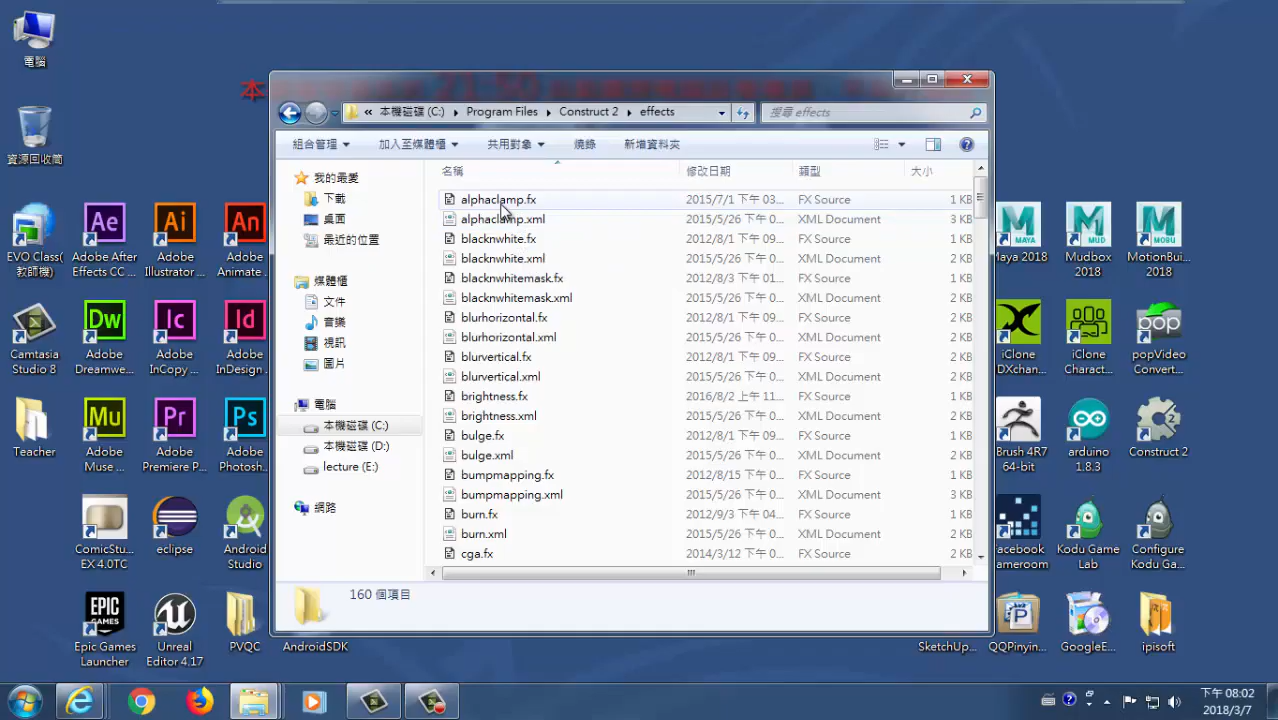 電腦
資源回收筒
EVO Class(
教師機)
Adobe After
Effects CC ...
Adobe
Illustrator ...
Adobe
Animate ...
Camtasia
Studio 8
Adobe
Dreamwe...
Adobe
InCopy ...
Adobe
InDesign ...
Teacher
Adobe
Muse ...
Adobe
Premiere P...
Adobe
Photosh...
ComicStu...
EX 4.0TC
eclipse
Android
Studio
Epic Games
Launcher
Unreal
Editor 4.17
PVQC
AndroidSDK
本
« 本機磁碟 (C:) Program Files Construct 2 effects
搜尋 effects
組合管理 加入至媒體櫃 共用對象 燒錄 新增資料夾
我的最愛
下載
桌面
最近的位置
媒體櫃
文件
音樂
視訊
圖片
電腦
本機磁碟 (C:)
本機磁碟 (D:)
lecture (E:)
網路
名稱 修改日期 類型 大小
alphaclamp.fx 2015/7/1 下午 03... FX Source 1 KB
alphaclamp.xml 2015/5/26 下午 0... XML Document 3 KB
blacknwhite.fx 2012/8/1 下午 09... FX Source 2 KB
blacknwhite.xml 2015/5/26 下午 0... XML Document 2 KB
blacknwhitemask.fx 2012/8/3 下午 01... FX Source 2 KB
blacknwhitemask.xml 2015/5/26 下午 0... XML Document 2 KB
blurhorizontal.fx 2012/8/1 下午 09... FX Source 2 KB
blurhorizontal.xml 2015/5/26 下午 0... XML Document 2 KB
blurvertical.fx 2012/8/1 下午 09... FX Source 2 KB
blurvertical.xml 2015/5/26 下午 0... XML Document 2 KB
brightness.fx 2016/8/2 上午 11... FX Source 1 KB
brightness.xml 2015/5/26 下午 0... XML Document 2 KB
bulge.fx 2012/8/1 下午 09... FX Source 2 KB
bulge.xml 2015/5/26 下午 0... XML Document 2 KB
bumpmapping.fx 2012/8/15 下午 0... FX Source 2 KB
bumpmapping.xml 2015/5/26 下午 0... XML Document 3 KB
burn.fx 2012/9/3 下午 04... FX Source 2 KB
burn.xml 2015/5/26 下午 0... XML Document 2 KB
cga.fx 2014/3/12 下午 0... FX Source 2 KB
160 個項目
Maya 2018
Mudbox
2018
MotionBui...
2018
iClone
DXchan...
iClone
Charact...
popVideo
Convert...
Brush 4R7
64-bit
arduino
1.8.3
Construct 2
acebook
ameroom
Kodu Game
Lab
Configure
Kodu Ga...
SketchUp...
QQPinyin...
GoogleE...
ipisoft
下午 08:02
2018/3/7